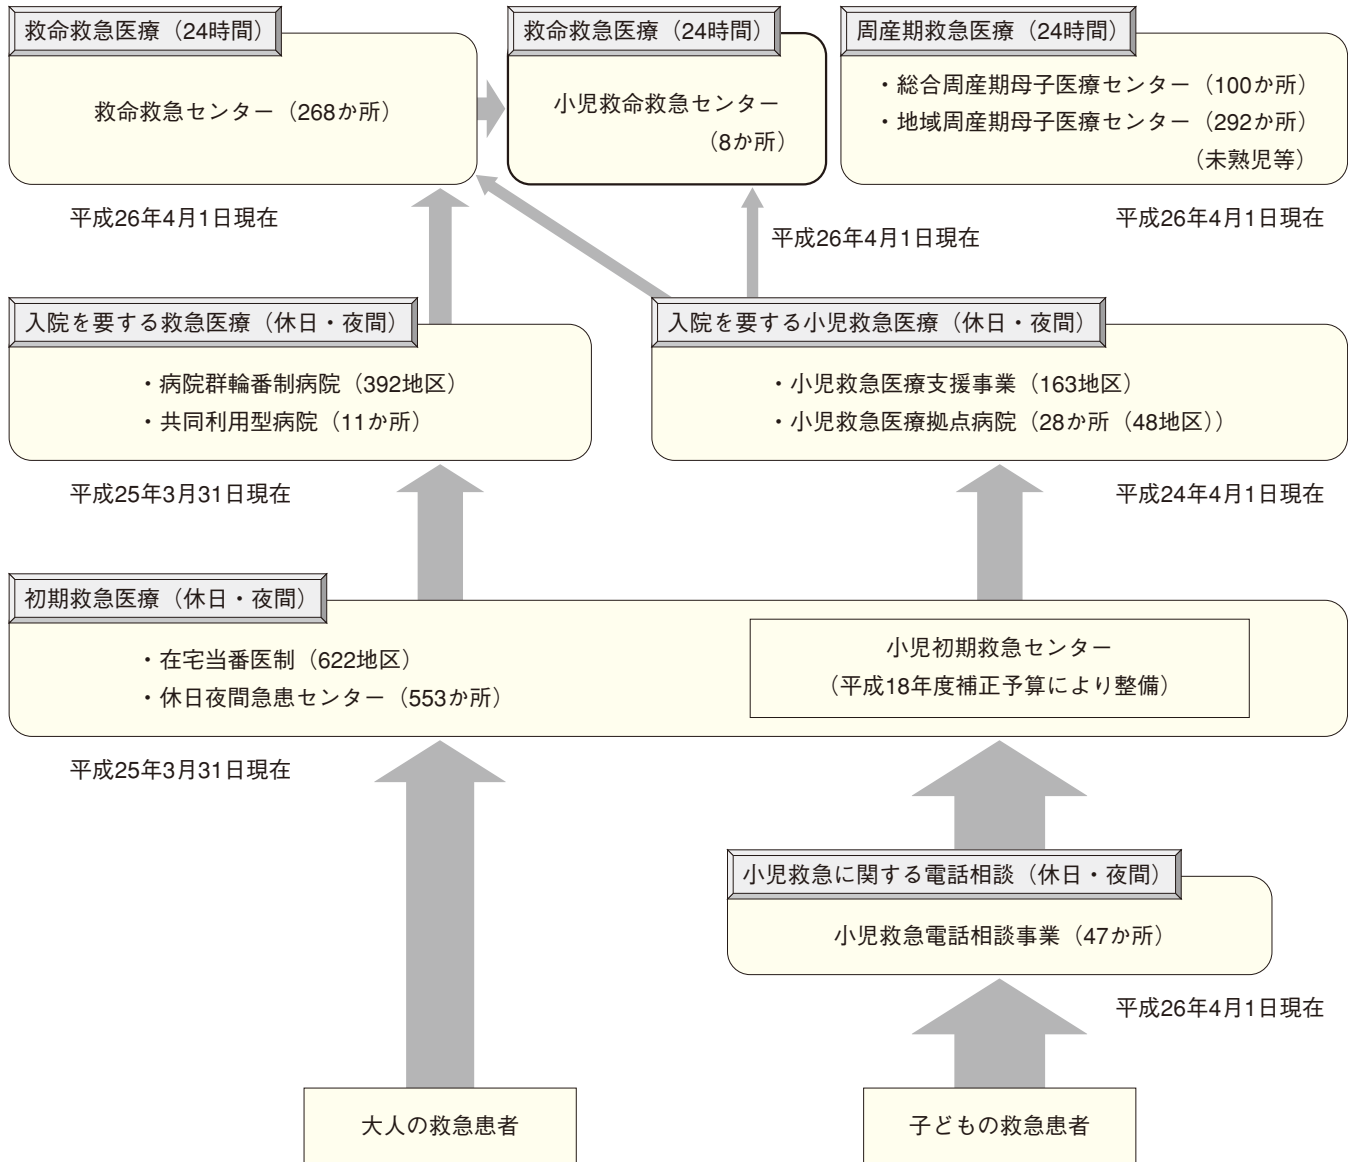 救命救急医療（24時間）
救命救急センター（268か所）
平成26年4月1日現在
救命救急医療（24時間）
小児救命救急センター
（8か所）
平成26年4月1日現在
周産期救急医療（24時間）
・総合周産期母子医療センター（100か所）
・地域周産期母子医療センター（292か所）
（未熟児等）
平成26年4月1日現在
入院を要する救急医療（休日・夜間）
・病院群輪番制病院（392地区）
・共同利用型病院（11か所）
平成25年3月31日現在
入院を要する小児救急医療（休日・夜間）
・小児救急医療支援事業（163地区）
・小児救急医療拠点病院（28か所（48地区））
平成24年4月1日現在
初期救急医療（休日・夜間）
・在宅当番医制（622地区）
・休日夜間急患センター（553か所）
小児初期救急センター
（平成18年度補正予算により整備）
平成25年3月31日現在
小児救急に関する電話相談（休日・夜間）
小児救急電話相談事業（47か所）
平成26年4月1日現在
大人の救急患者
子どもの救急患者